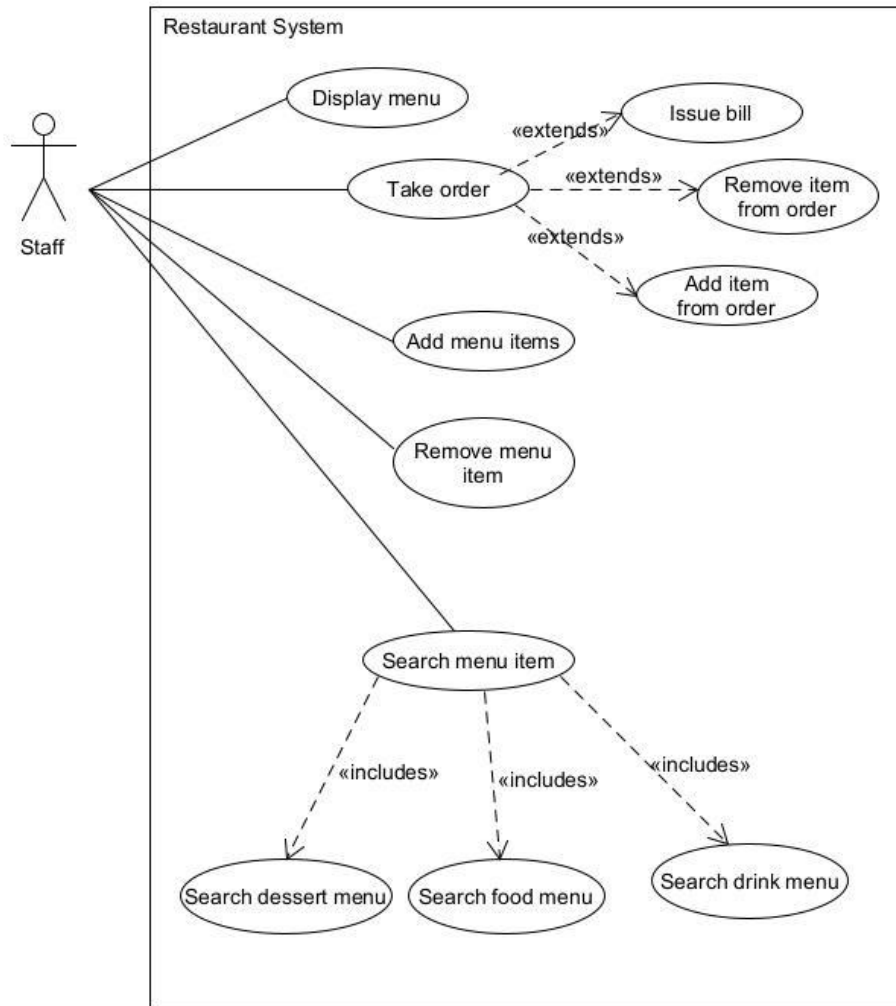 Restaurant System
Display menu
Issue bill
«extends»
«extends»
Take order
Remove item
from order
Staff
«extends»
Add item
from order
Add menu items
Remove menu
item
Search menu item
«includes»
«includes»
«includes»
Search dessert menu
Search food menu
Search drink menu